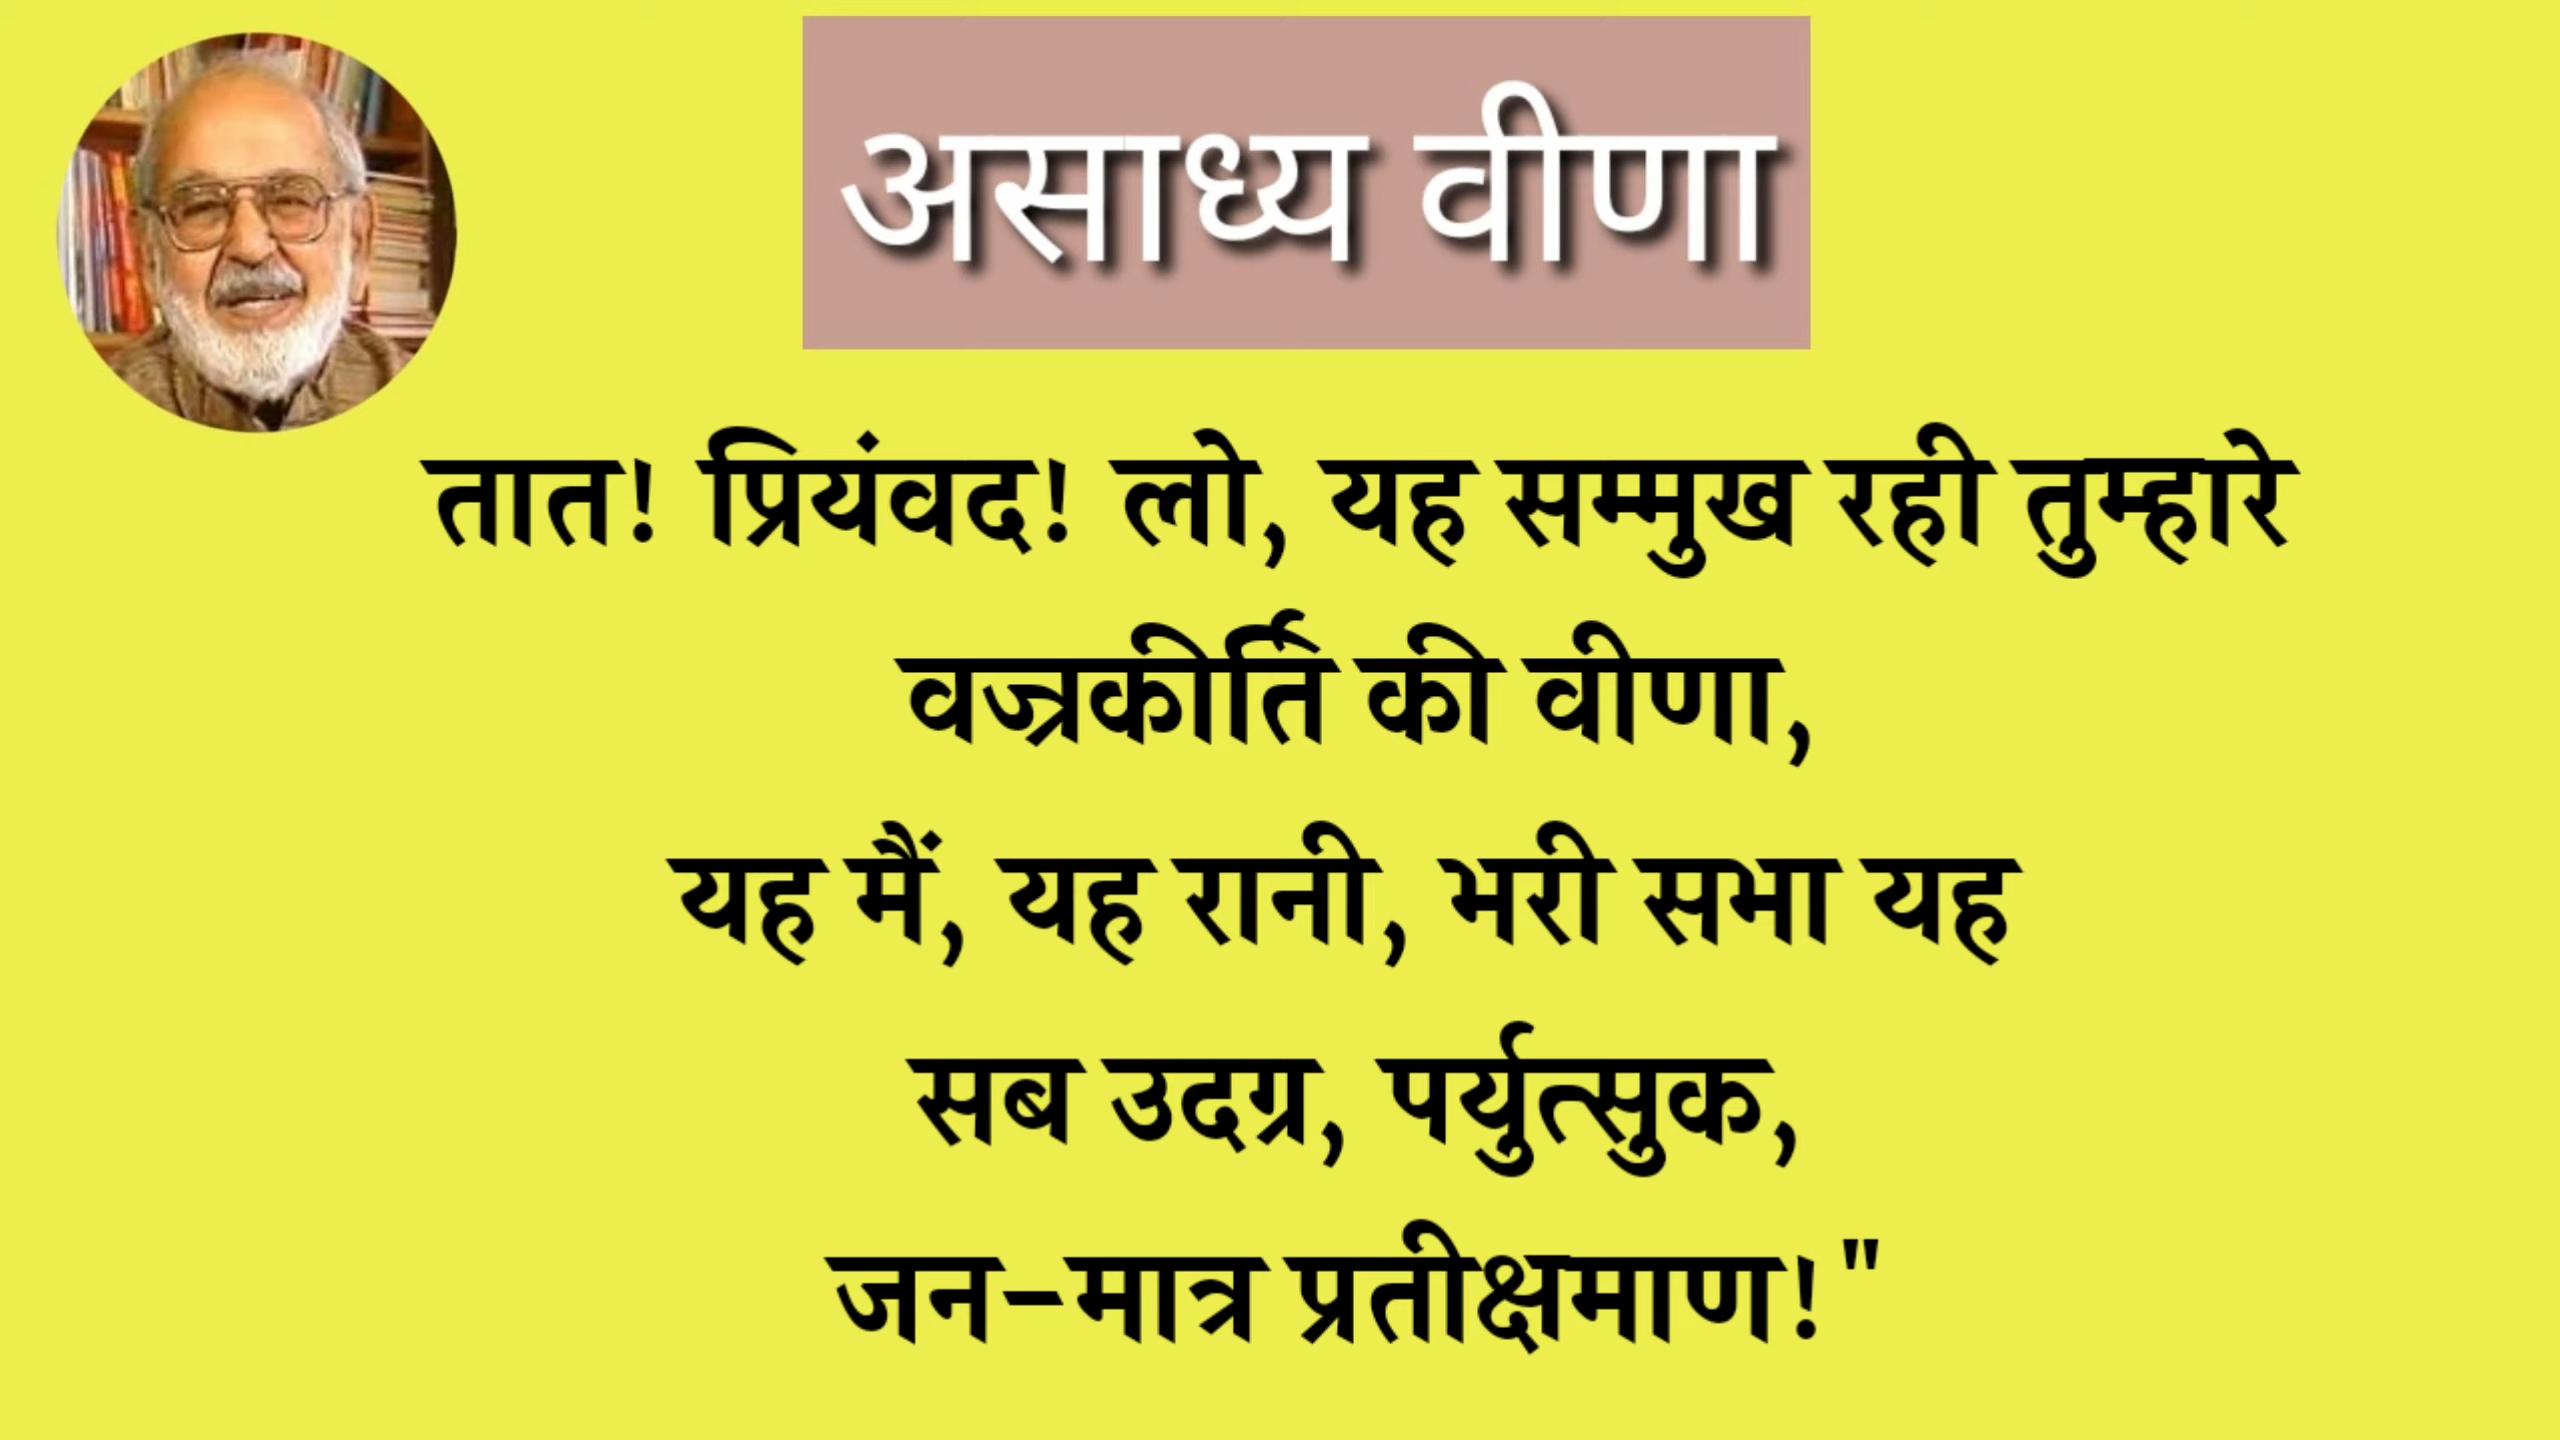 असाध्य वीणा
तात! प्रियंवद! लो, यह सम्मुख रही तुम्हारे
वज्रकीर्ति की वीणा,
यह मैं, यह रानी, भरी सभा यह
सब उदग्र, पर्युत्सुक,
जन-मात्र प्रतीक्षमाण!"